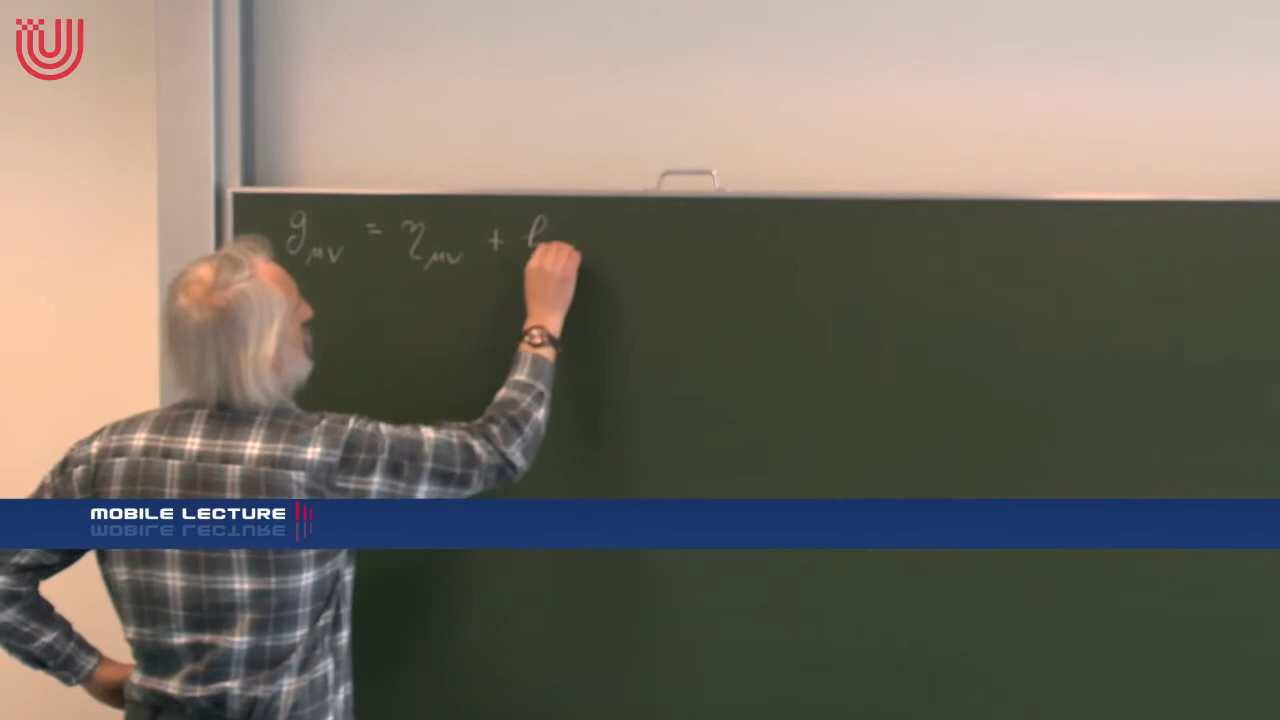 g_μν = η_μν + h
MOBILE LECTURE